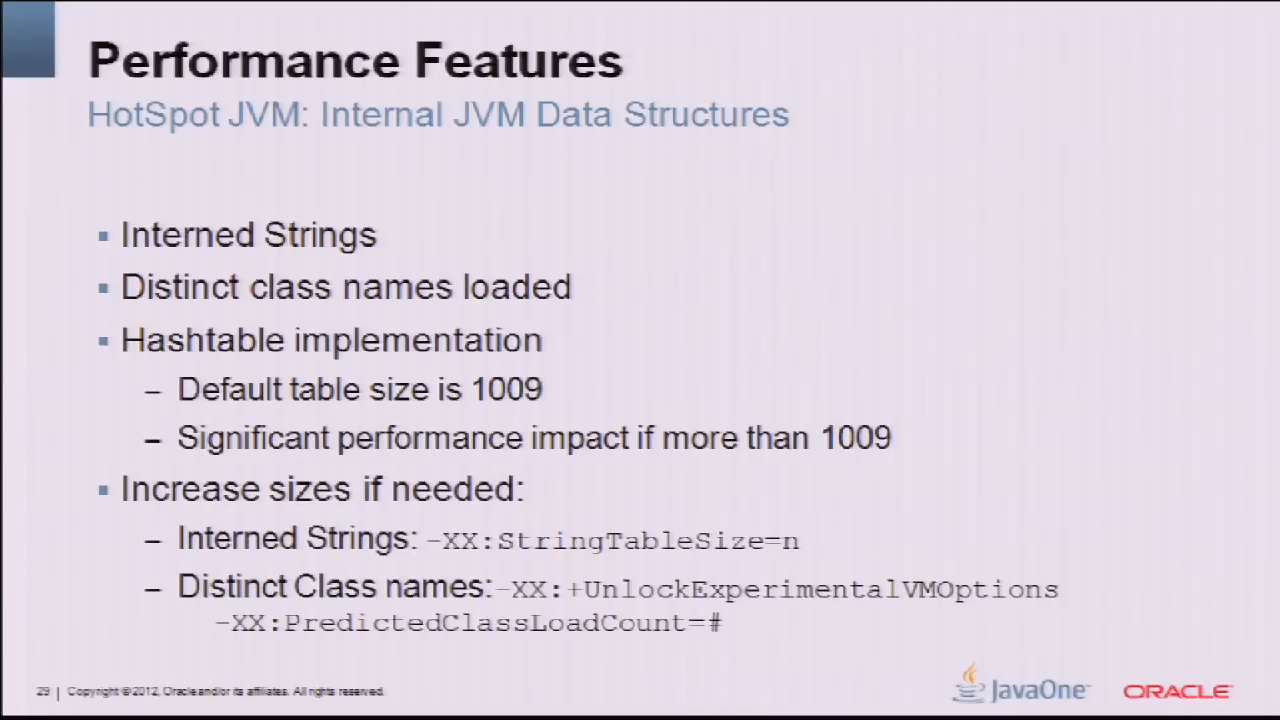 Performance Features
HotSpot JVM: Internal JVM Data Structures
▪ Interned Strings
▪ Distinct class names loaded
▪ Hashtable implementation
– Default table size is 1009
– Significant performance impact if more than 1009
▪ Increase sizes if needed:
– Interned Strings: -XX:StringTableSize=n
– Distinct Class names:-XX:+UnlockExperimentalVMOptions
-XX:PredictedClassLoadCount=#
29 | Copyright © 2012, Oracle and/or its affiliates. All rights reserved.
JavaOne™
ORACLE®